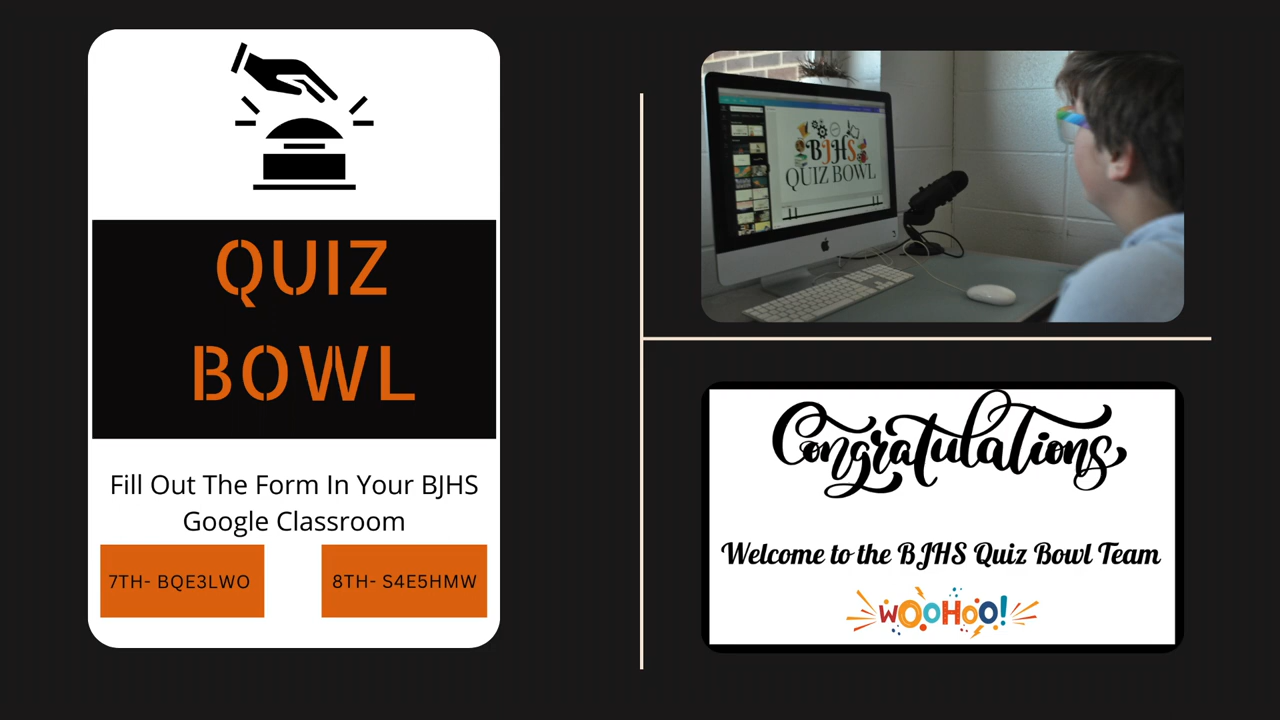 QUIZ
BOWL
Fill Out The Form In Your BJHS
Google Classroom
7TH- BQE3LWO
8TH- S4E5HMW
BJHS
QUIZ BOWL
Congratulations
Welcome to the BJHS Quiz Bowl Team
WOOHOO!